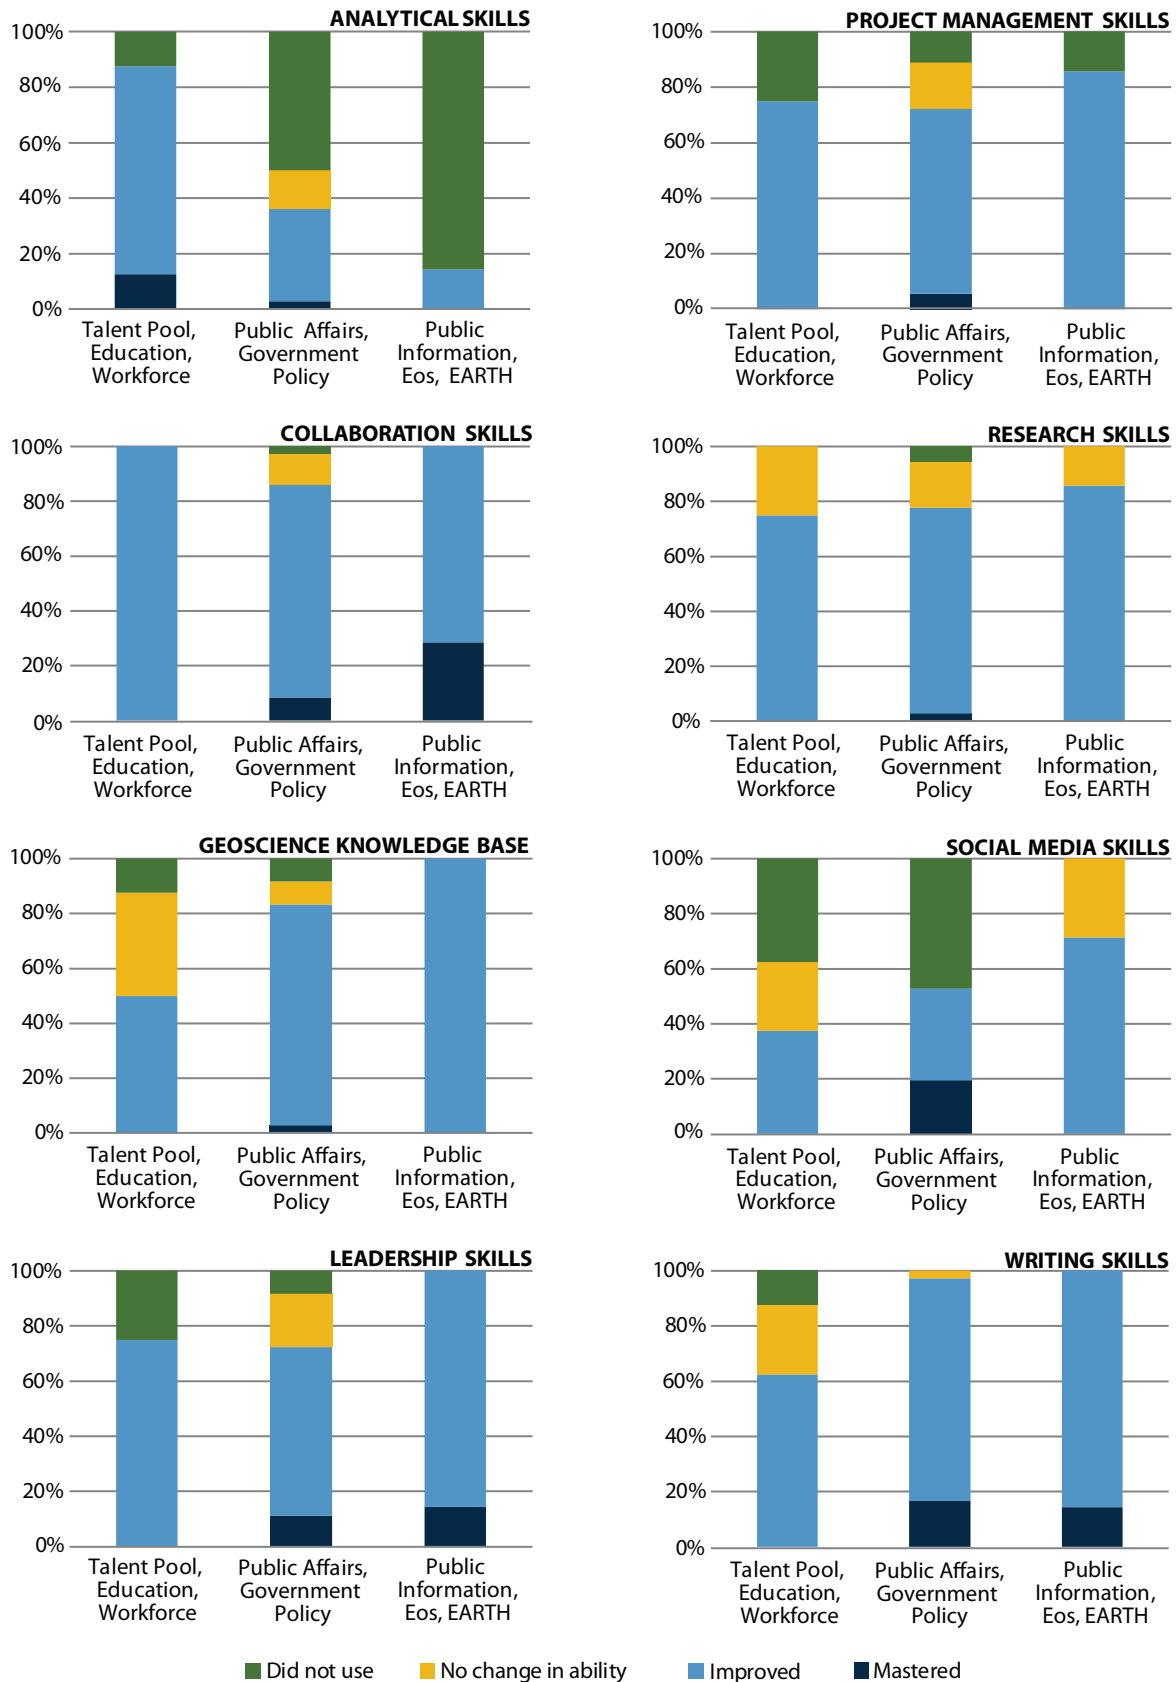 ANALYTICAL SKILLS
100%
80%
60%
40%
20%
0%
Talent Pool,
Education,
Workforce
Public Affairs,
Government
Policy
Public
Information,
Eos, EARTH
PROJECT MANAGEMENT SKILLS
100%
80%
60%
40%
20%
0%
Talent Pool,
Education,
Workforce
Public Affairs,
Government
Policy
Public
Information,
Eos, EARTH
COLLABORATION SKILLS
100%
80%
60%
40%
20%
0%
Talent Pool,
Education,
Workforce
Public Affairs,
Government
Policy
Public
Information,
Eos, EARTH
RESEARCH SKILLS
100%
80%
60%
40%
20%
0%
Talent Pool,
Education,
Workforce
Public Affairs,
Government
Policy
Public
Information,
Eos, EARTH
GEOSCIENCE KNOWLEDGE BASE
100%
80%
60%
40%
20%
0%
Talent Pool,
Education,
Workforce
Public Affairs,
Government
Policy
Public
Information,
Eos, EARTH
SOCIAL MEDIA SKILLS
100%
80%
60%
40%
20%
0%
Talent Pool,
Education,
Workforce
Public Affairs,
Government
Policy
Public
Information,
Eos, EARTH
LEADERSHIP SKILLS
100%
80%
60%
40%
20%
0%
Talent Pool,
Education,
Workforce
Public Affairs,
Government
Policy
Public
Information,
Eos, EARTH
WRITING SKILLS
100%
80%
60%
40%
20%
0%
Talent Pool,
Education,
Workforce
Public Affairs,
Government
Policy
Public
Information,
Eos, EARTH
Did not use No change in ability Improved Mastered